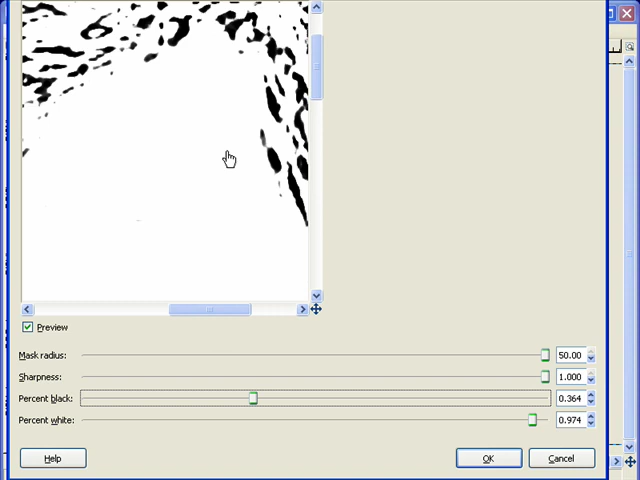 Preview
Mask radius: 50.00
Sharpness: 1.000
Percent black: 0.364
Percent white: 0.974
Help OK Cancel